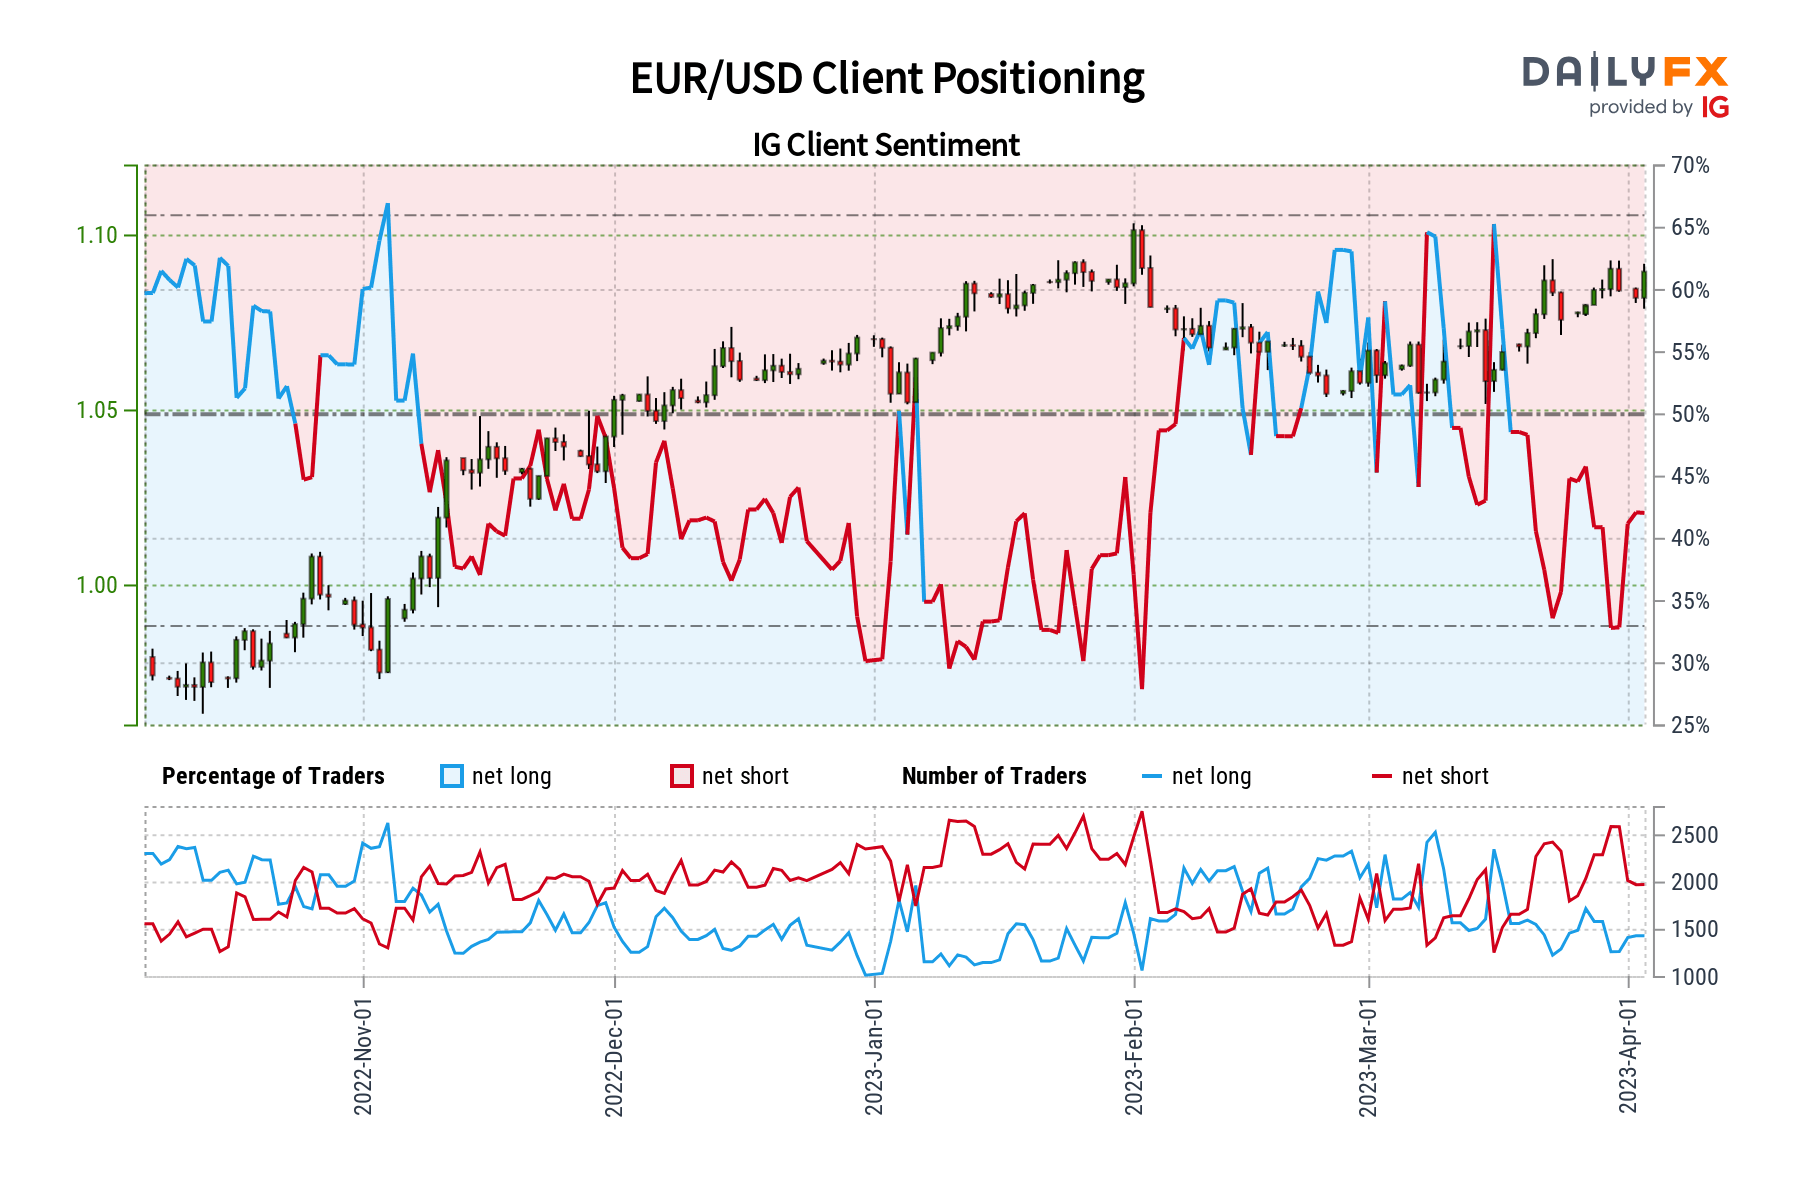 EUR/USD Client Positioning
DAILYFX
provided by IG
IG Client Sentiment
1.10
1.05
1.00
70%
65%
60%
55%
50%
45%
40%
35%
30%
25%
Percentage of Traders net long net short Number of Traders net long net short
2500
2000
1500
1000
2022-Nov-01
2022-Dec-01
2023-Jan-01
2023-Feb-01
2023-Mar-01
2023-Apr-01